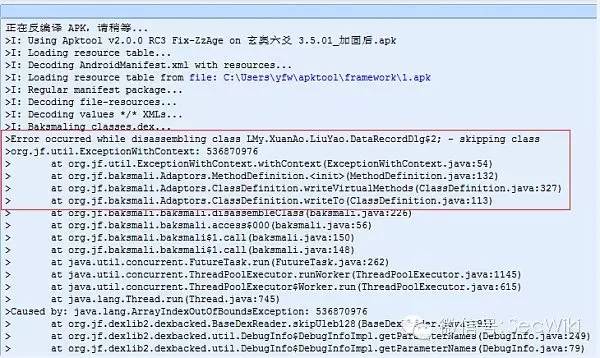 正在反编译 APK，请稍等...
>I: Using Apktool v2.0.0 RC3 Fix-ZzAge on 玄奥六爻 3.5.01_加固后.apk
>I: Loading resource table...
>I: Decoding AndroidManifest.xml with resources...
>I: Loading resource table from file: C:\Users\yfw\apktool\framework\1.apk
>I: Regular manifest package...
>I: Decoding file-resources...
>I: Decoding values */* XMLs...
>I: Baksmaling classes.dex...
>Error occurred while disassembling class LMy.XuanAo.LiuYao.DataRecordDlg$2; - skipping class
>org.jf.util.ExceptionWithContext: 536870976
> at org.jf.util.ExceptionWithContext.withContext(ExceptionWithContext.java:54)
> at org.jf.baksmali.Adaptors.MethodDefinition.<init>(MethodDefinition.java:132)
> at org.jf.baksmali.Adaptors.ClassDefinition.writeVirtualMethods(ClassDefinition.java:327)
> at org.jf.baksmali.Adaptors.ClassDefinition.writeTo(ClassDefinition.java:113)
> at org.jf.baksmali.baksmali.disassembleClass(baksmali.java:226)
> at org.jf.baksmali.baksmali.access$000(baksmali.java:56)
> at org.jf.baksmali.baksmali$1.call(baksmali.java:150)
> at org.jf.baksmali.baksmali$1.call(baksmali.java:148)
> at java.util.concurrent.FutureTask.run(FutureTask.java:262)
> at java.util.concurrent.ThreadPoolExecutor.runWorker(ThreadPoolExecutor.java:1145)
> at java.util.concurrent.ThreadPoolExecutor$Worker.run(ThreadPoolExecutor.java:615)
> at java.lang.Thread.run(Thread.java:745)
>Caused by: java.lang.ArrayIndexOutOfBoundsException: 536870976
> at org.jf.dexlib2.dexbacked.BaseDexReader.skipUleb128(BaseDexReader.java:
微信号: SecWiki
> at org.jf.dexlib2.dexbacked.util.DebugInfo$DebugInfoImpl.getParameterNames(DebugInfo.java:249)
> at org.jf.dexlib2.dexbacked.util.DebugInfo$DebugInfoImpl.getParameterNames(DebugInfo.java:79)